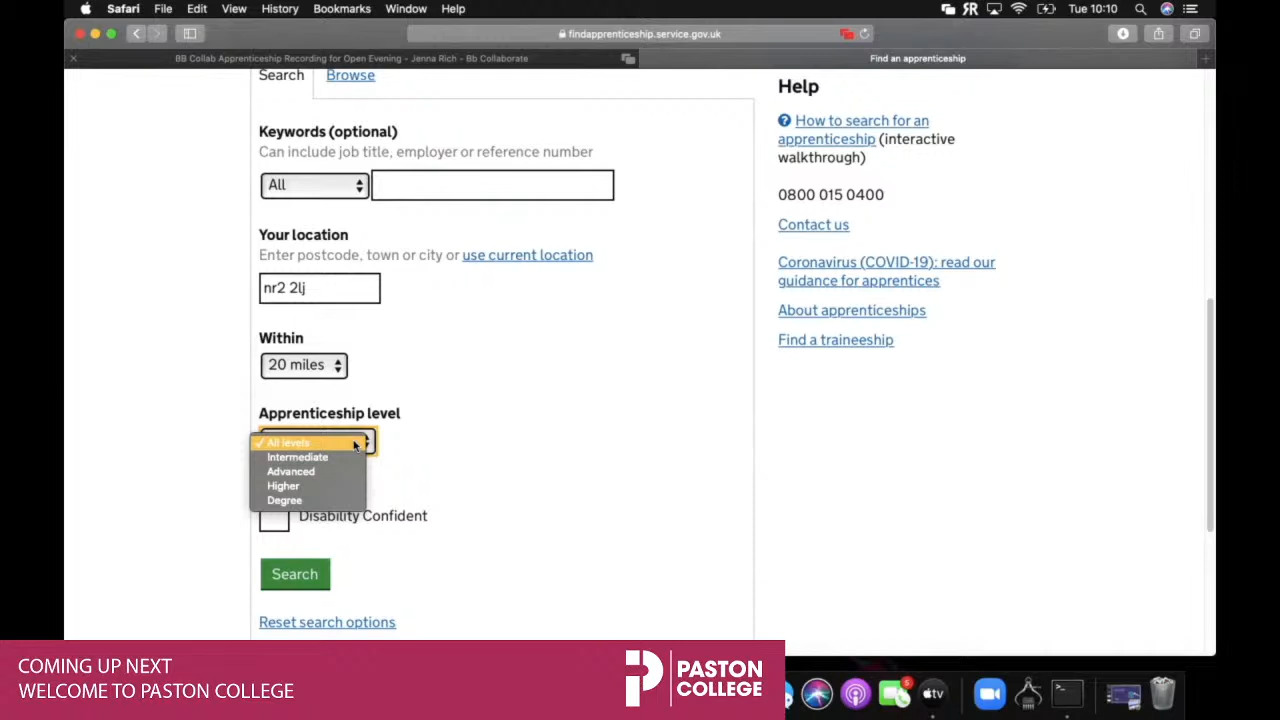 Safari File Edit View History Bookmarks Window Help
Tue 10:10
findapprenticeship.service.gov.uk
BB Collab Apprenticeship Recording for Open Evening - Jenna Rich - Bb Collaborate
Find an apprenticeship
Search Browse
Keywords (optional)
Can include job title, employer or reference number
All
Your location
Enter postcode, town or city or use current location
nr2 2lj
Within
20 miles
Apprenticeship level
✓ All levels
Intermediate
Advanced
Higher
Degree
Disability Confident
Search
Reset search options
Help
How to search for an
apprenticeship (interactive
walkthrough)
0800 015 0400
Contact us
Coronavirus (COVID-19): read our
guidance for apprentices
About apprenticeships
Find a traineeship
COMING UP NEXT
WELCOME TO PASTON COLLEGE
PASTON
COLLEGE
tv